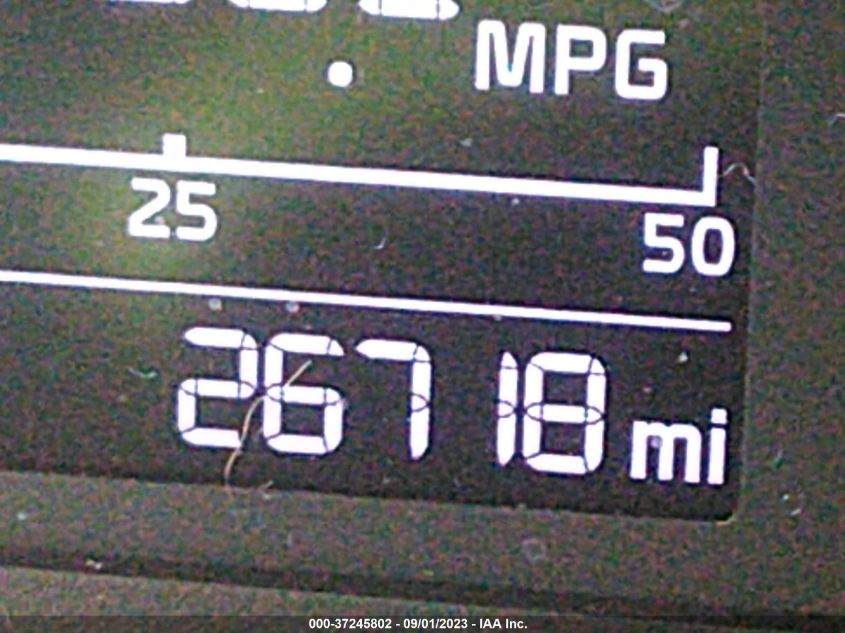 MPG
25 50
26718 mi
000-37245802 - 09/01/2023 - IAA Inc.